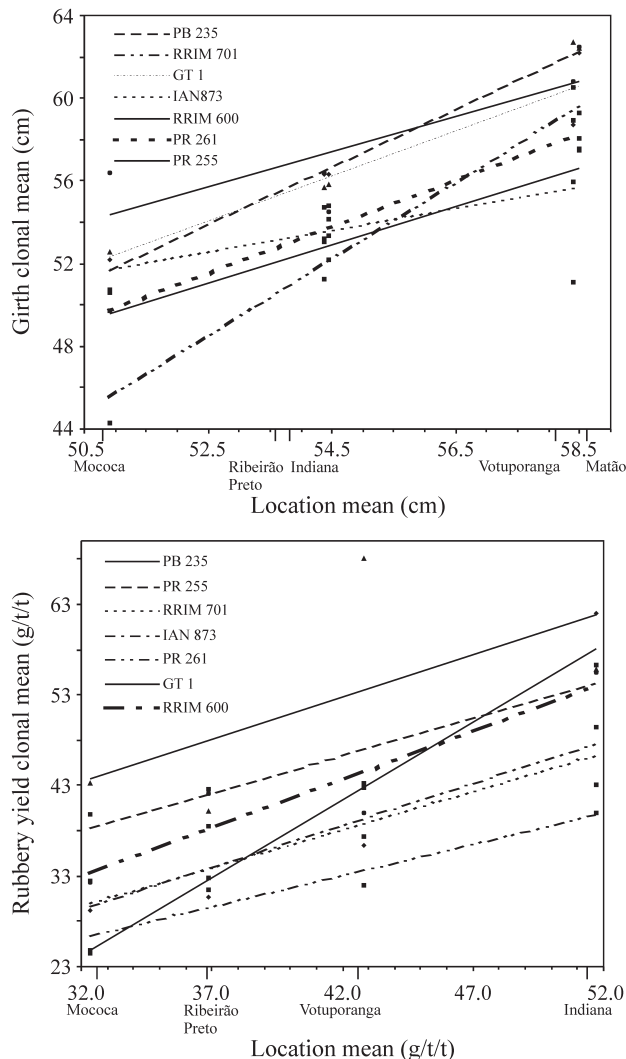 64
60
56
52
48
44
Girth clonal mean (cm)
PB 235
RRIM 701
GT 1
IAN873
PR 261
RRIM 600
PR 255
50.5 52.5 54.5 56.5 58.5
Mococa Ribeirão Preto Indiana Votuporanga Matão
Location mean (cm)
63
53
43
33
23
Rubbery yield clonal mean (g/t/t)
PB 235
PR 255
RRIM 701
IAN 873
PR 261
GT 1
RRIM 600
32.0 37.0 42.0 47.0 52.0
Mococa Ribeirão Preto Votuporanga Indiana
Location mean (g/t/t)